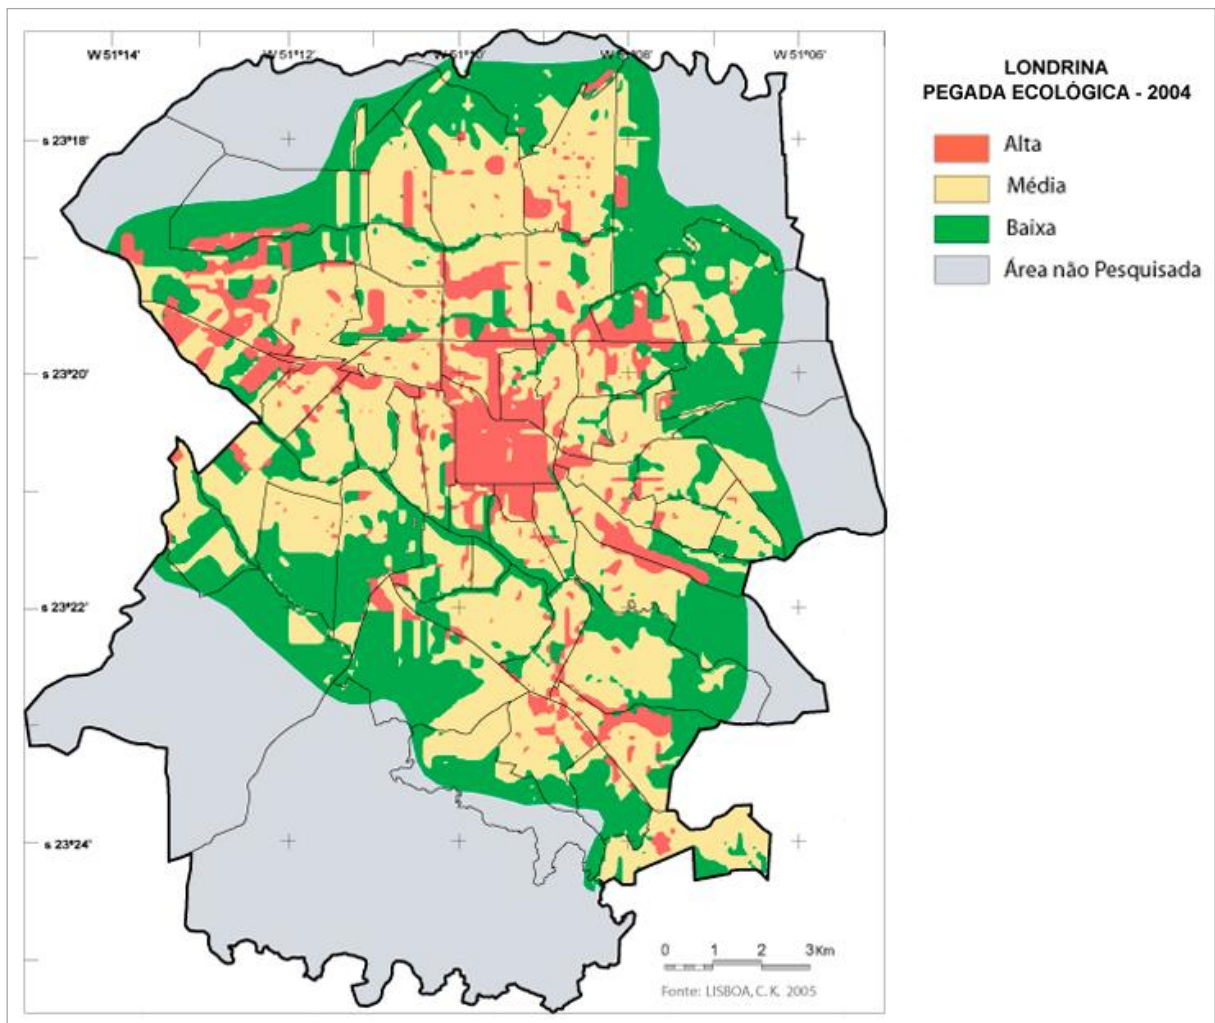 W 51°14'
W 51°12'
W 51°10'
W 51°08'
W 51°06'
LONDRINA
PEGADA ECOLÓGICA - 2004
Alta
Média
Baixa
Área não Pesquisada
s 23°18'
s 23°20'
s 23°22'
s 23°24'
0 1 2 3Km
Fonte: LISBOA, C. K. 2005